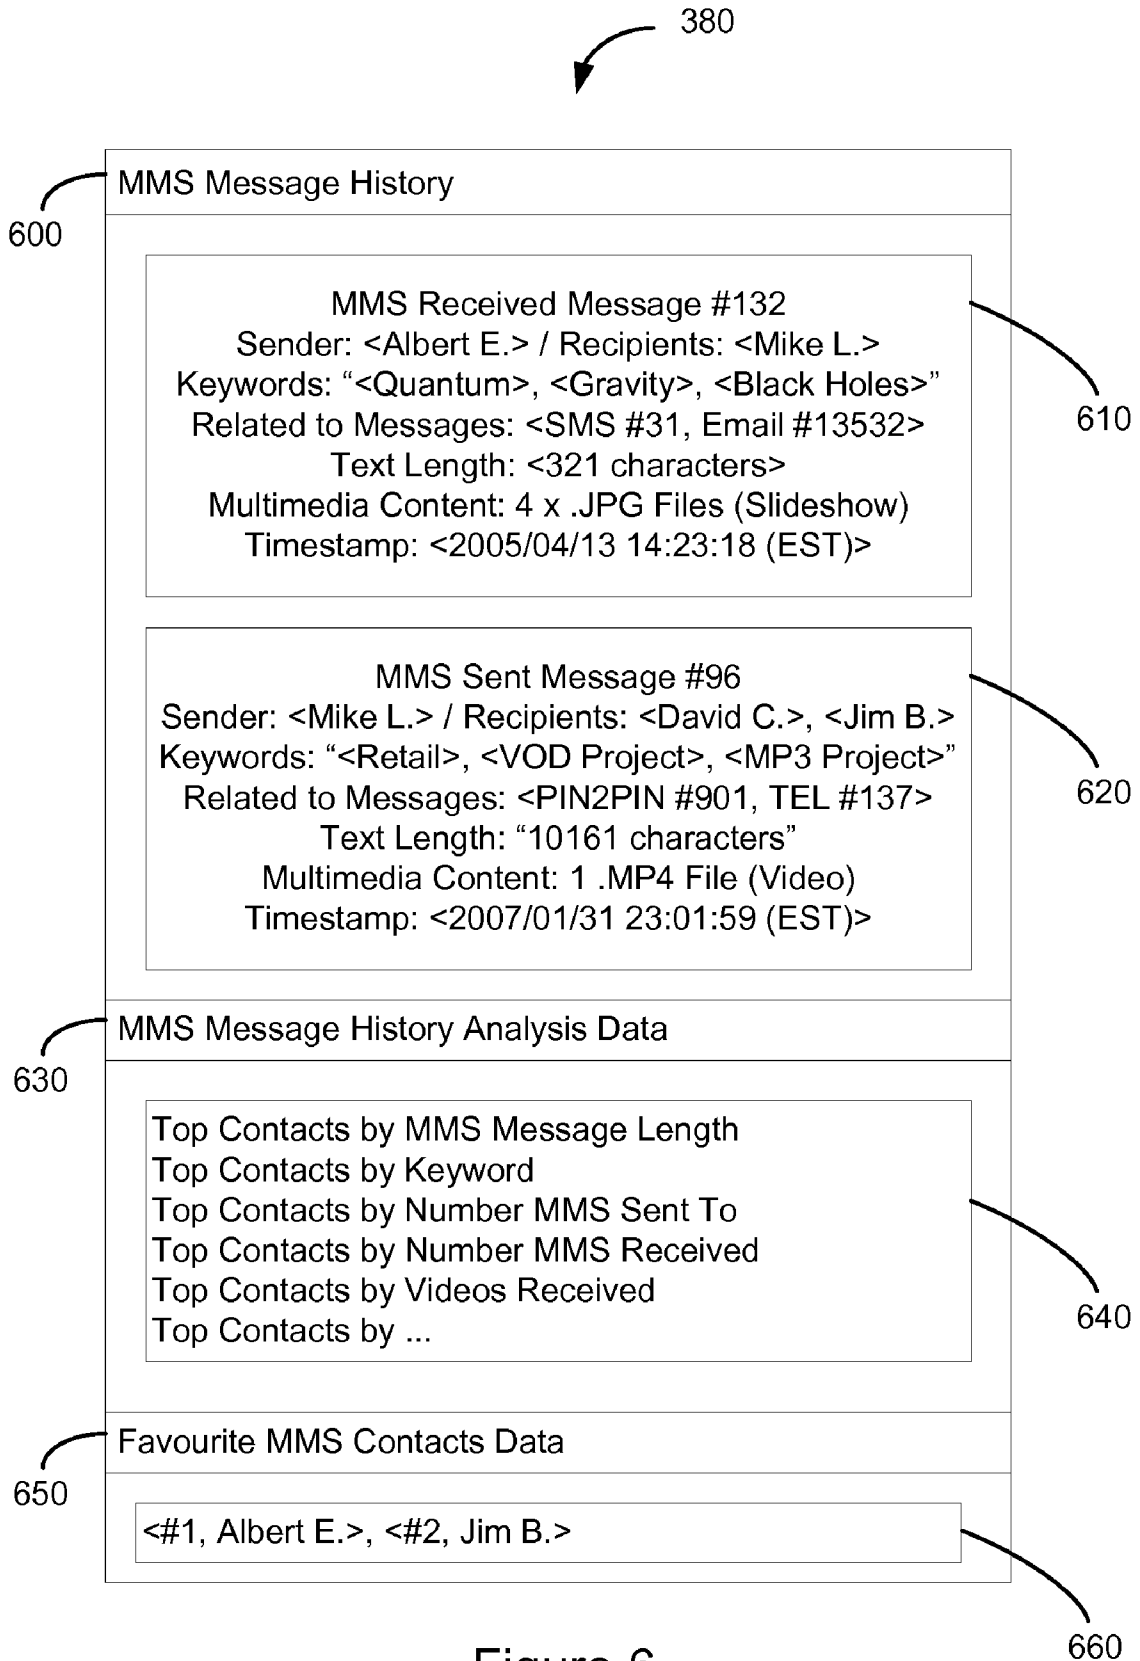 380
MMS Message History
600
MMS Received Message #132
Sender: <Albert E.> / Recipients: <Mike L.>
Keywords: “<Quantum>, <Gravity>, <Black Holes>”
Related to Messages: <SMS #31, Email #13532>
Text Length: <321 characters>
Multimedia Content: 4 x .JPG Files (Slideshow)
Timestamp: <2005/04/13 14:23:18 (EST)>
610
MMS Sent Message #96
Sender: <Mike L.> / Recipients: <David C.>, <Jim B.>
Keywords: “<Retail>, <VOD Project>, <MP3 Project>”
Related to Messages: <PIN2PIN #901, TEL #137>
Text Length: “10161 characters”
Multimedia Content: 1 .MP4 File (Video)
Timestamp: <2007/01/31 23:01:59 (EST)>
620
MMS Message History Analysis Data
630
Top Contacts by MMS Message Length
Top Contacts by Keyword
Top Contacts by Number MMS Sent To
Top Contacts by Number MMS Received
Top Contacts by Videos Received
Top Contacts by ...
640
Favourite MMS Contacts Data
650
<#1, Albert E.>, <#2, Jim B.>
660
Figure 6